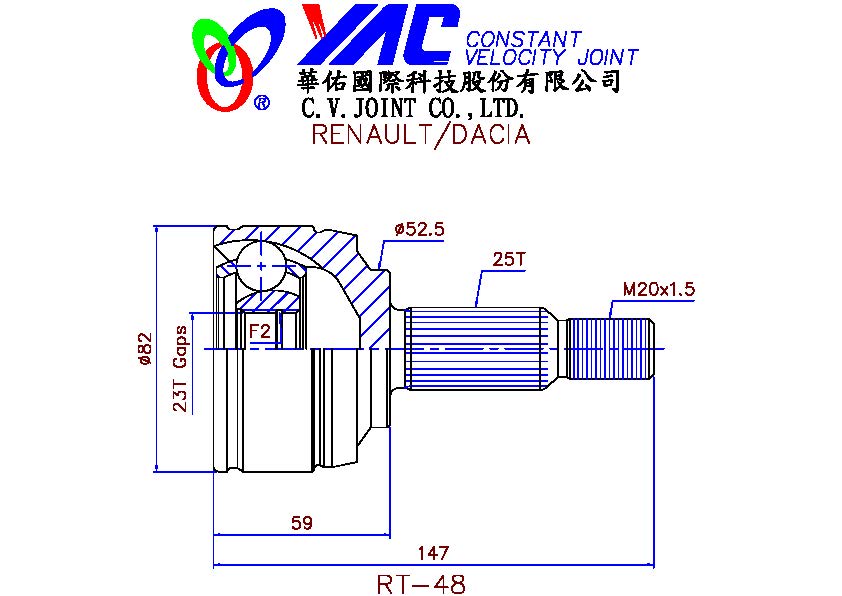 YAC CONSTANT
VELOCITY JOINT
華佑國際科技股份有限公司
®
C.V.JOINT CO.,LTD.
RENAULT/DACIA
ø52.5
25T
M20x1.5
F2
ø82
23T Gaps
59
147
RT-48